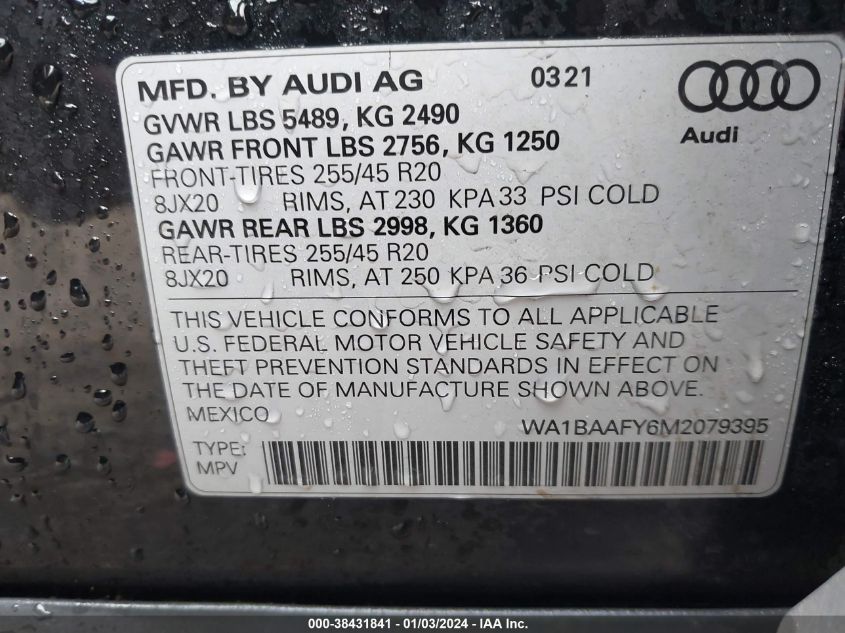 MFD. BY AUDI AG 0321
GVWR LBS 5489, KG 2490
GAWR FRONT LBS 2756, KG 1250
Audi
FRONT-TIRES 255/45 R20
8JX20 RIMS, AT 230 KPA 33 PSI COLD
GAWR REAR LBS 2998, KG 1360
REAR-TIRES 255/45 R20
8JX20 RIMS, AT 250 KPA 36 PSI COLD
THIS VEHICLE CONFORMS TO ALL APPLICABLE
U.S. FEDERAL MOTOR VEHICLE SAFETY AND
THEFT PREVENTION STANDARDS IN EFFECT ON
THE DATE OF MANUFACTURE SHOWN ABOVE.
MEXICO
WA1BAAFY6M2079395
TYPE:
MPV
000-38431841 - 01/03/2024 - IAA Inc.